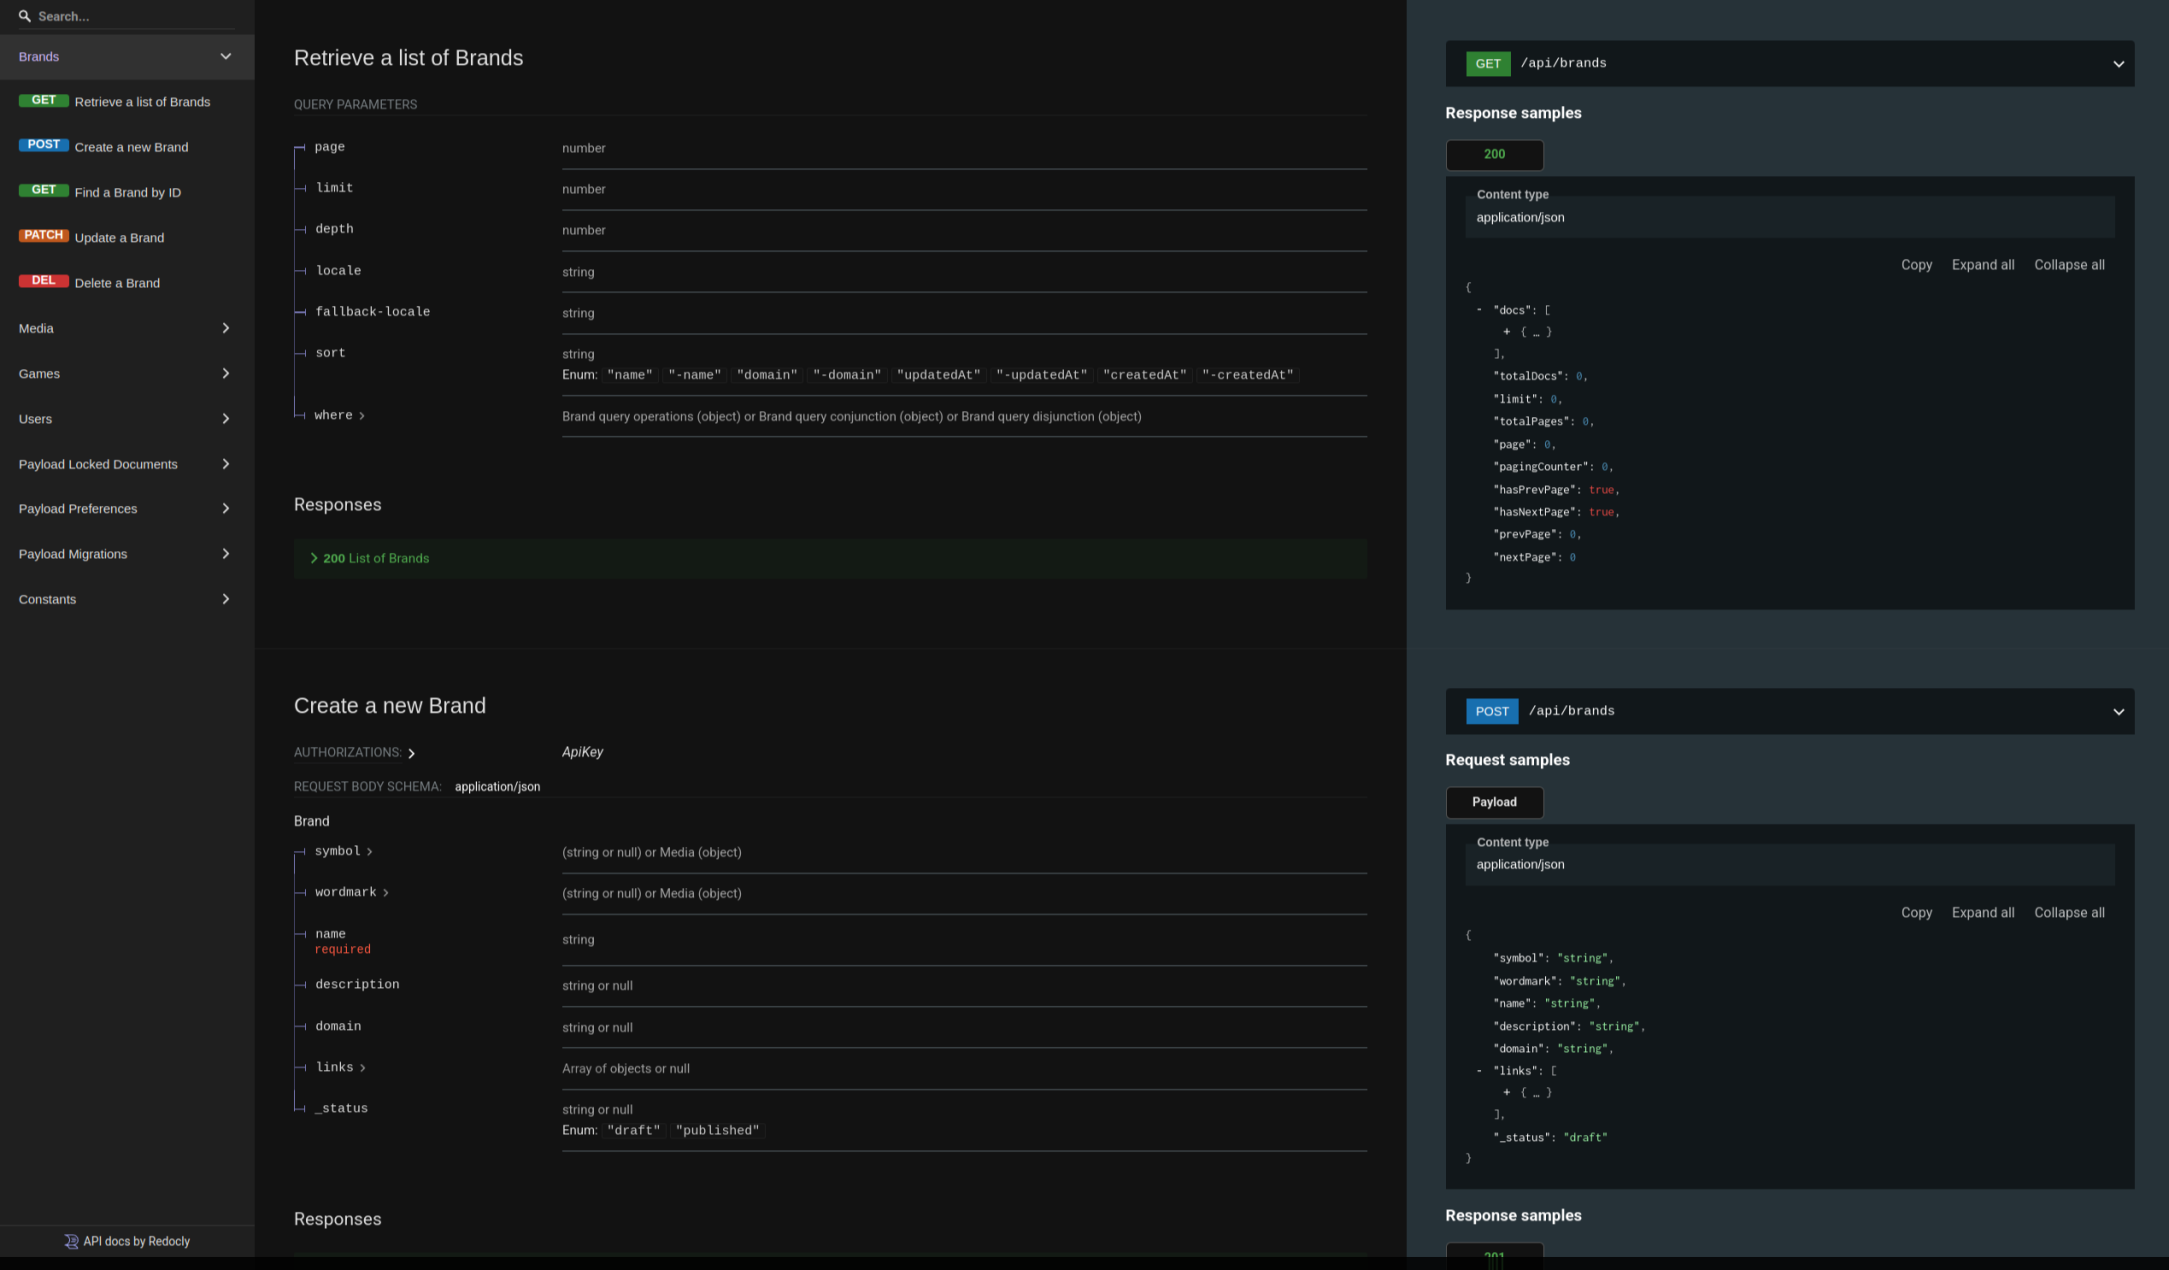 Search...
Brands
GET Retrieve a list of Brands
POST Create a new Brand
GET Find a Brand by ID
PATCH Update a Brand
DEL Delete a Brand
Media
Games
Users
Payload Locked Documents
Payload Preferences
Payload Migrations
Constants
API docs by Redocly
Retrieve a list of Brands
QUERY PARAMETERS
page number
limit number
depth number
locale string
fallback-locale string
sort string
Enum: "name" "-name" "domain" "-domain" "updatedAt" "-updatedAt" "createdAt" "-createdAt"
where Brand query operations (object) or Brand query conjunction (object) or Brand query disjunction (object)
Responses
200 List of Brands
GET /api/brands
Response samples
200
Content type
application/json
Copy Expand all Collapse all
{
- "docs": [
+ { … }
],
"totalDocs": 0,
"limit": 0,
"totalPages": 0,
"page": 0,
"pagingCounter": 0,
"hasPrevPage": true,
"hasNextPage": true,
"prevPage": 0,
"nextPage": 0
}
Create a new Brand
AUTHORIZATIONS: ApiKey
REQUEST BODY SCHEMA: application/json
Brand
symbol (string or null) or Media (object)
wordmark (string or null) or Media (object)
name string
required
description string or null
domain string or null
links Array of objects or null
_status string or null
Enum: "draft" "published"
Responses
POST /api/brands
Request samples
Payload
Content type
application/json
Copy Expand all Collapse all
{
"symbol": "string",
"wordmark": "string",
"name": "string",
"description": "string",
"domain": "string",
- "links": [
+ { … }
],
"_status": "draft"
}
Response samples
201